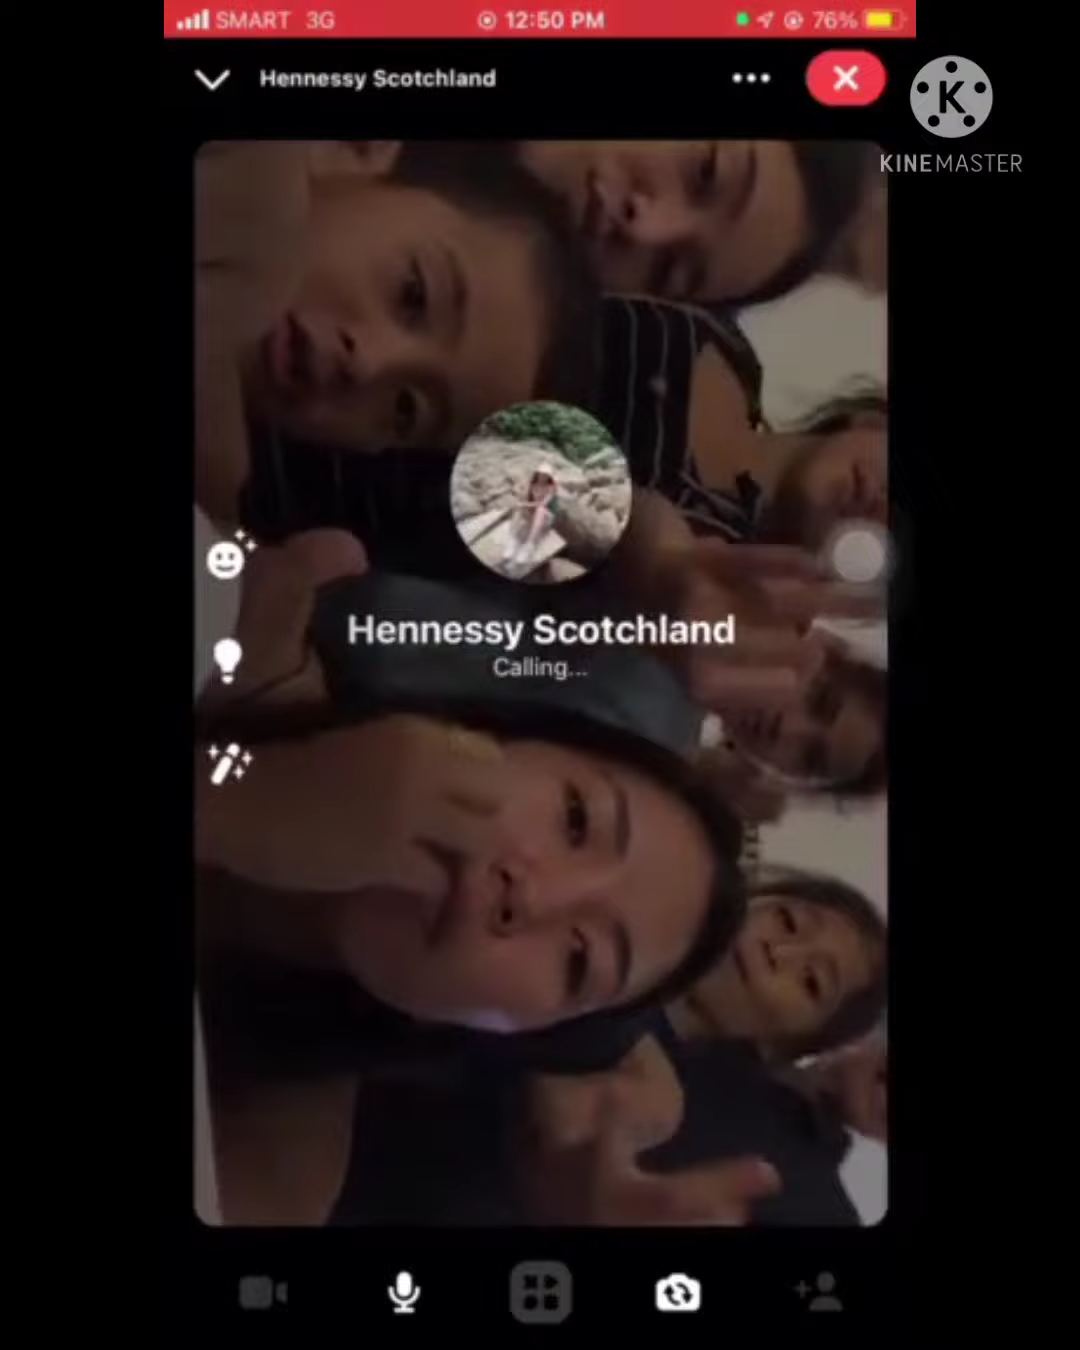 SMART 3G 12:50 PM 76%
Hennessy Scotchland
K
KINEMASTER
Hennessy Scotchland
Calling...